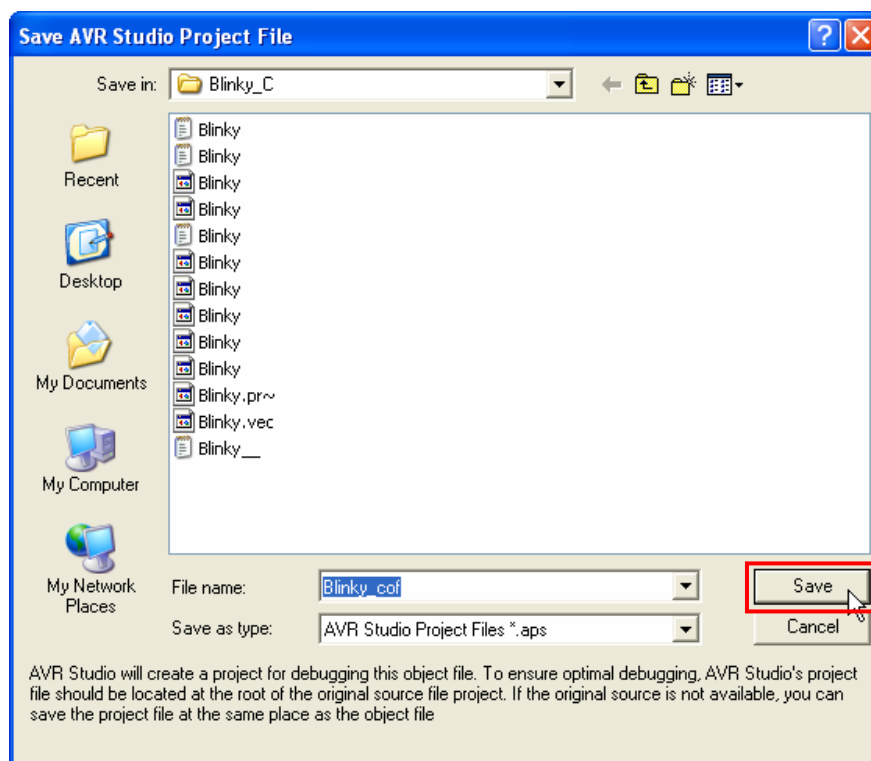 Save AVR Studio Project File
Save in:
Blinky_C
Recent
Desktop
My Documents
My Computer
My Network
Places
Blinky
Blinky
Blinky
Blinky
Blinky
Blinky
Blinky
Blinky
Blinky
Blinky
Blinky.pr~
Blinky.vec
Blinky__
File name:
Blinky_cof
Save
Save as type:
AVR Studio Project Files *.aps
Cancel
AVR Studio will create a project for debugging this object file. To ensure optimal debugging, AVR Studio's project
file should be located at the root of the original source file project. If the original source is not available, you can
save the project file at the same place as the object file